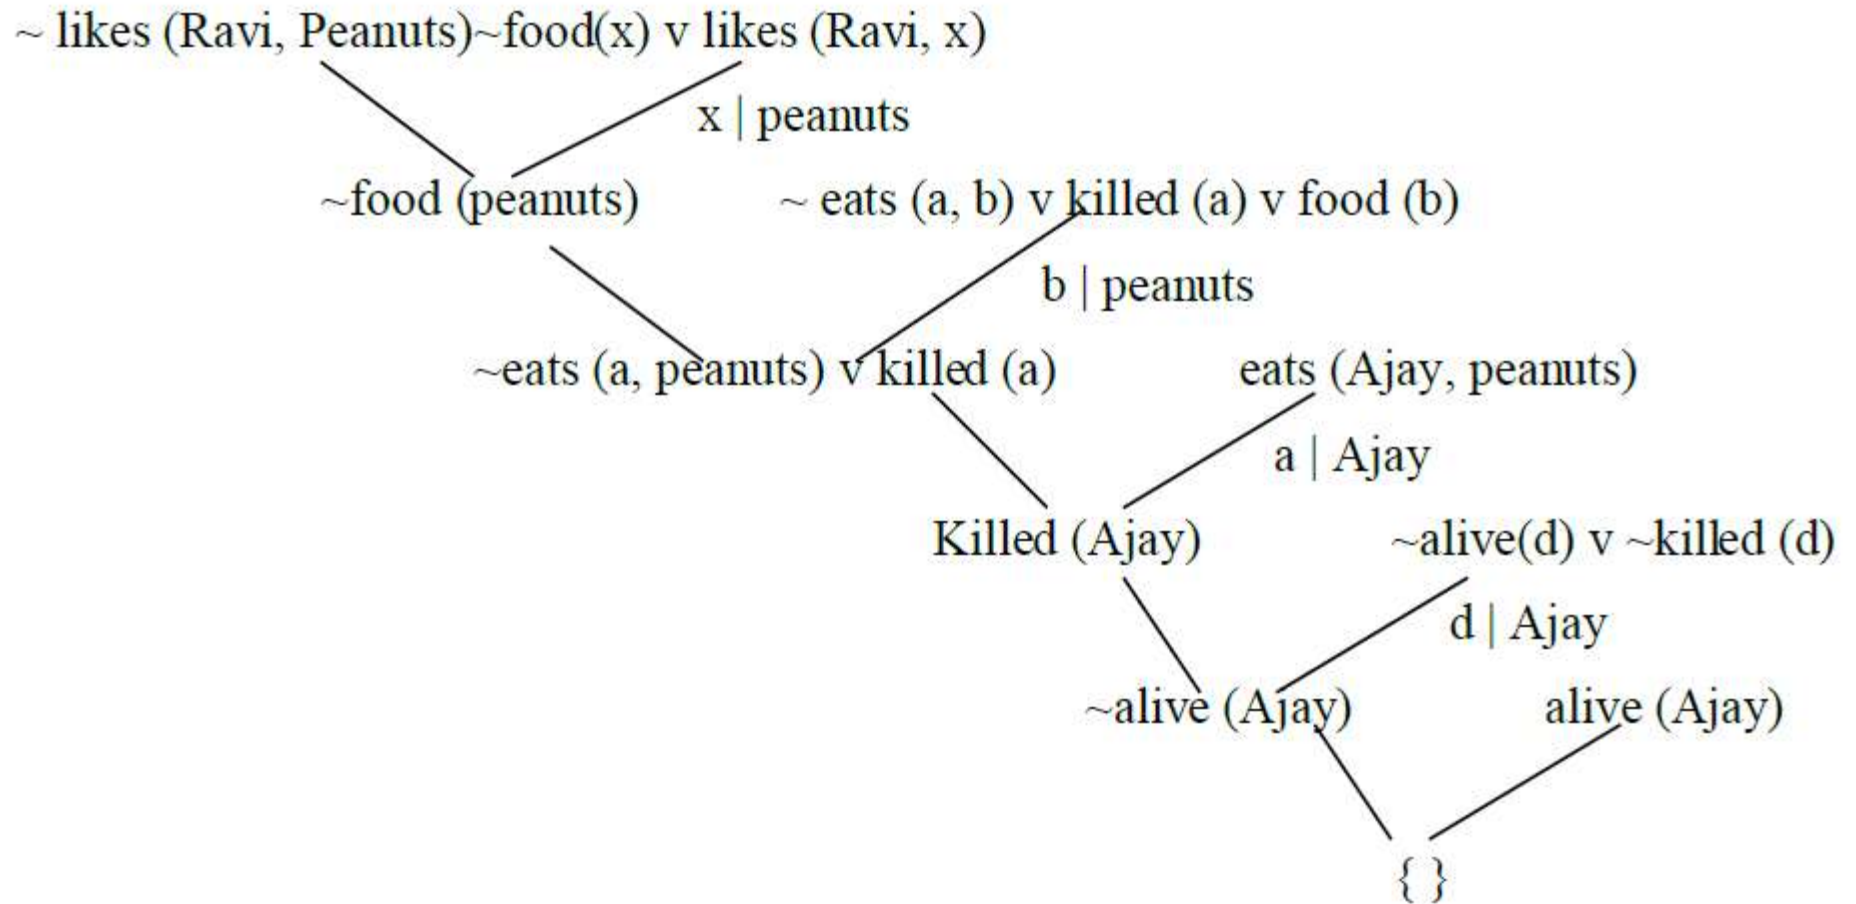 ~ likes (Ravi, Peanuts)~food(x) v likes (Ravi, x)
x | peanuts
~food (peanuts) ~ eats (a, b) v killed (a) v food (b)
b | peanuts
~eats (a, peanuts) v killed (a) eats (Ajay, peanuts)
a | Ajay
Killed (Ajay) ~alive(d) v ~killed (d)
d | Ajay
~alive (Ajay) alive (Ajay)
{ }